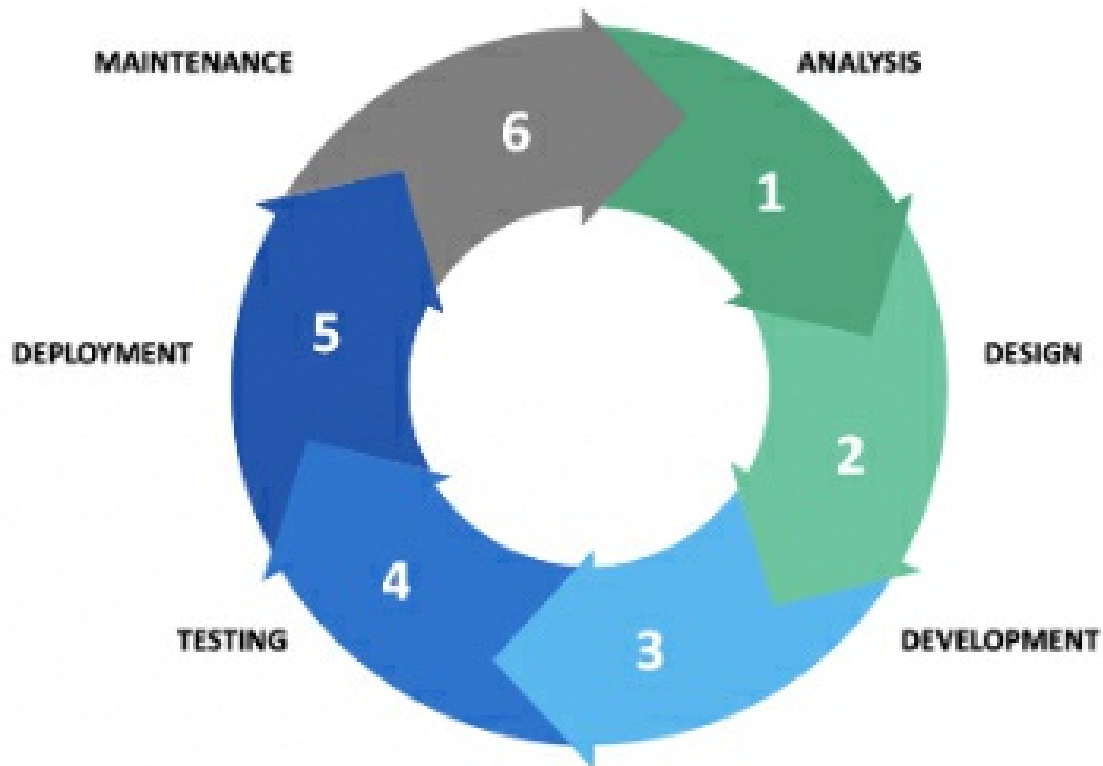 MAINTENANCE
ANALYSIS
6
1
5
DEPLOYMENT
DESIGN
2
4
TESTING
3
DEVELOPMENT